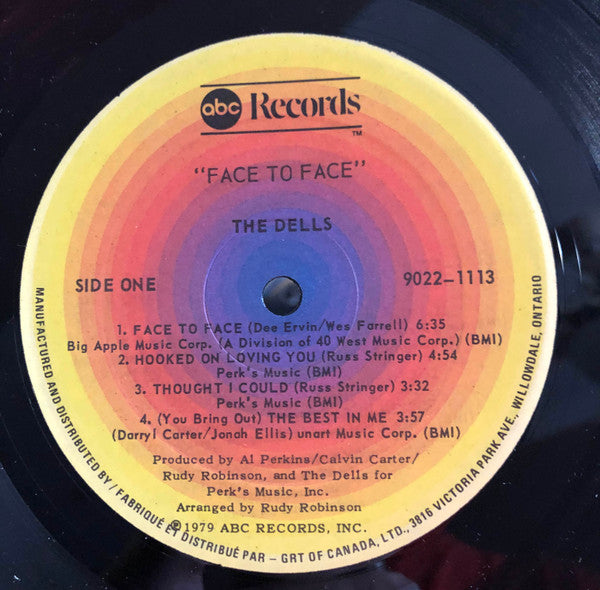 abc Records
TM
"FACE TO FACE"
THE DELLS
SIDE ONE
9022-1113
1. FACE TO FACE (Dee Ervin/Wes Farrell) 6:35
Big Apple Music Corp. (A Division of 40 West Music Corp.) (BMI)
2. HOOKED ON LOVING YOU (Russ Stringer) 4:54
Perk's Music (BMI)
3. THOUGHT I COULD (Russ Stringer) 3:32
Perk's Music (BMI)
4. (You Bring Out) THE BEST IN ME 3:57
(Darryl Carter/Jonah Ellis) unart Music Corp. (BMI)
Produced by Al Perkins/Calvin Carter/
Rudy Robinson, and The Dells for
Perk's Music, Inc.
Arranged by Rudy Robinson
℗1979 ABC RECORDS, INC.
MANUFACTURED AND DISTRIBUTED BY / FABRIQUÉ ET DISTRIBUÉ PAR – GRT OF CANADA, LTD., 3816 VICTORIA PARK AVE., WILLOWDALE, ONTARIO